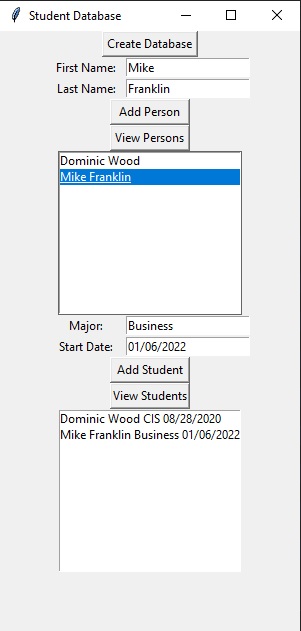 Student Database
Create Database
First Name: Mike
Last Name: Franklin
Add Person
View Persons
Dominic Wood
Mike Franklin
Major: Business
Start Date: 01/06/2022
Add Student
View Students
Dominic Wood CIS 08/28/2020
Mike Franklin Business 01/06/2022